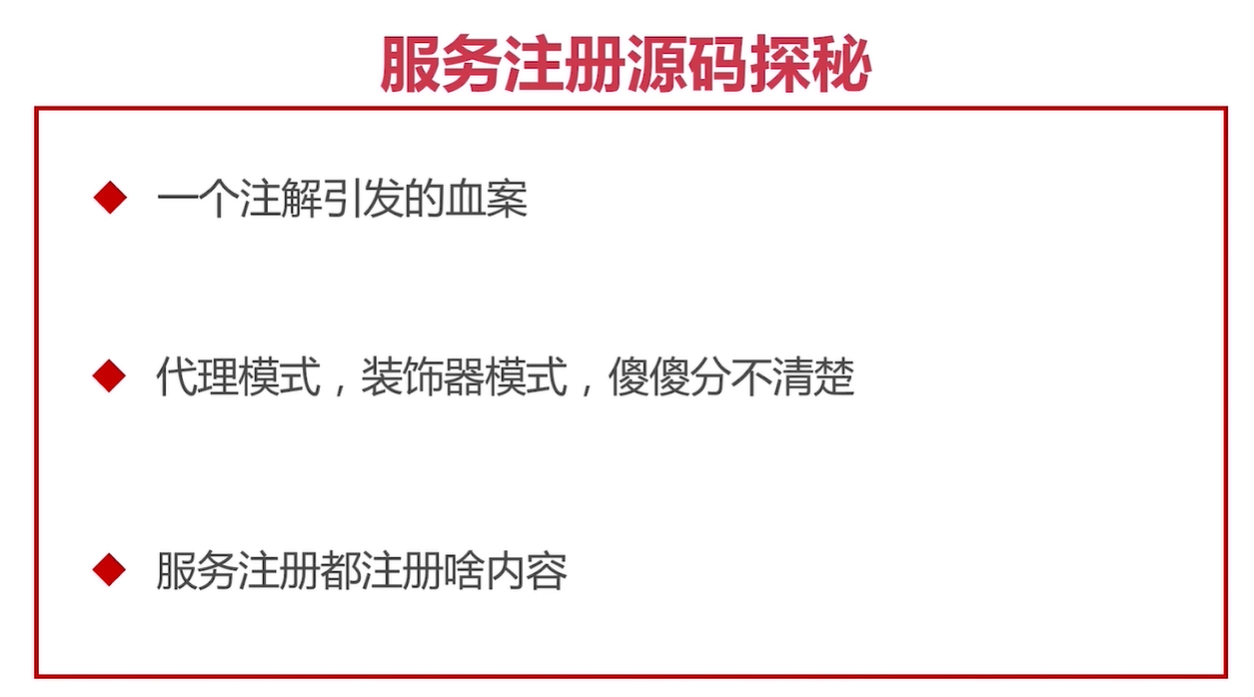 服务注册源码探秘
一个注解引发的血案
代理模式，装饰器模式，傻傻分不清楚
服务注册都注册啥内容